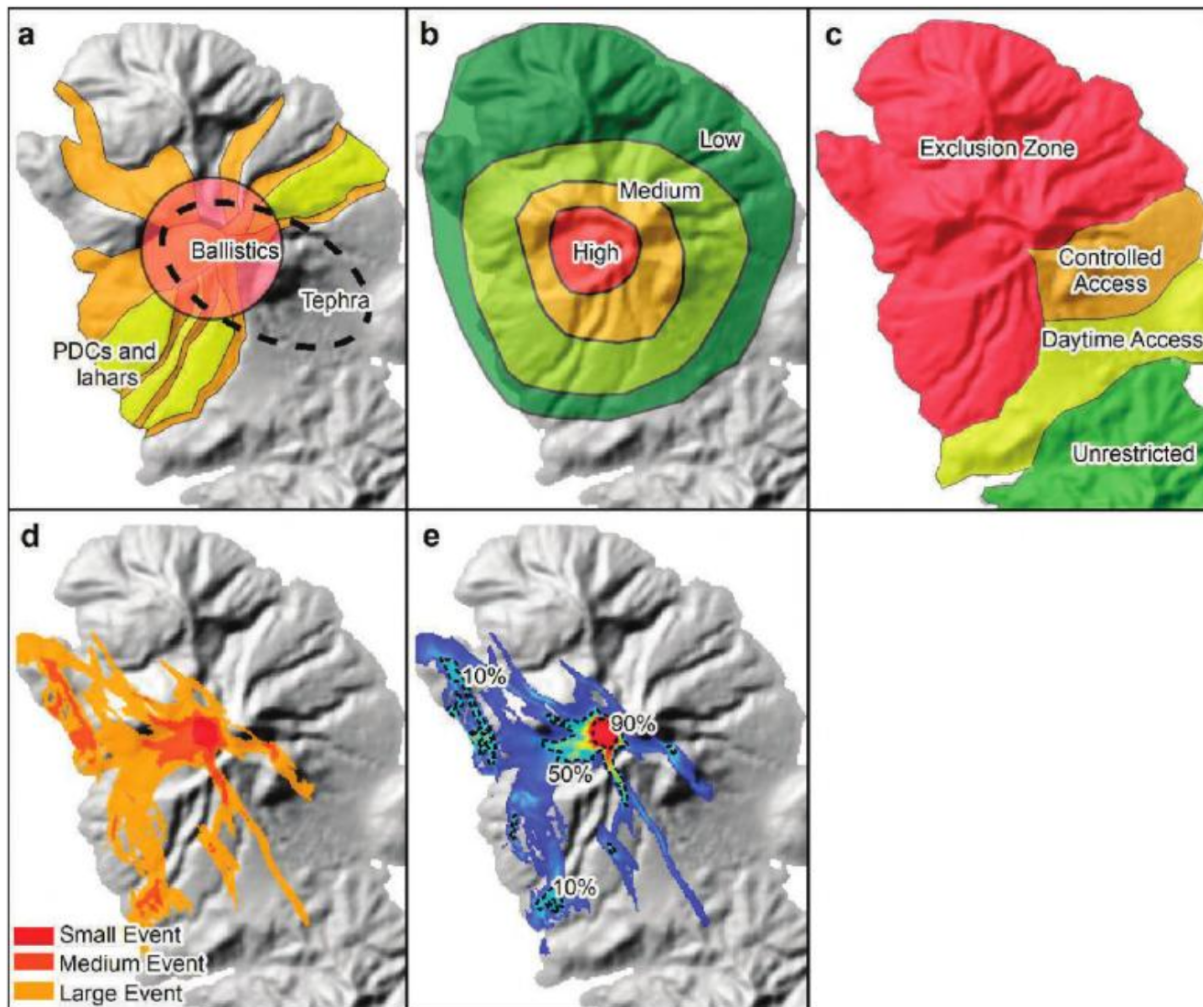 a
Ballistics
Tephra
PDCs and
lahars
b
Low
Medium
High
c
Exclusion Zone
Controlled
Access
Daytime Access
Unrestricted
d
Small Event
Medium Event
Large Event
e
10%
90%
50%
10%